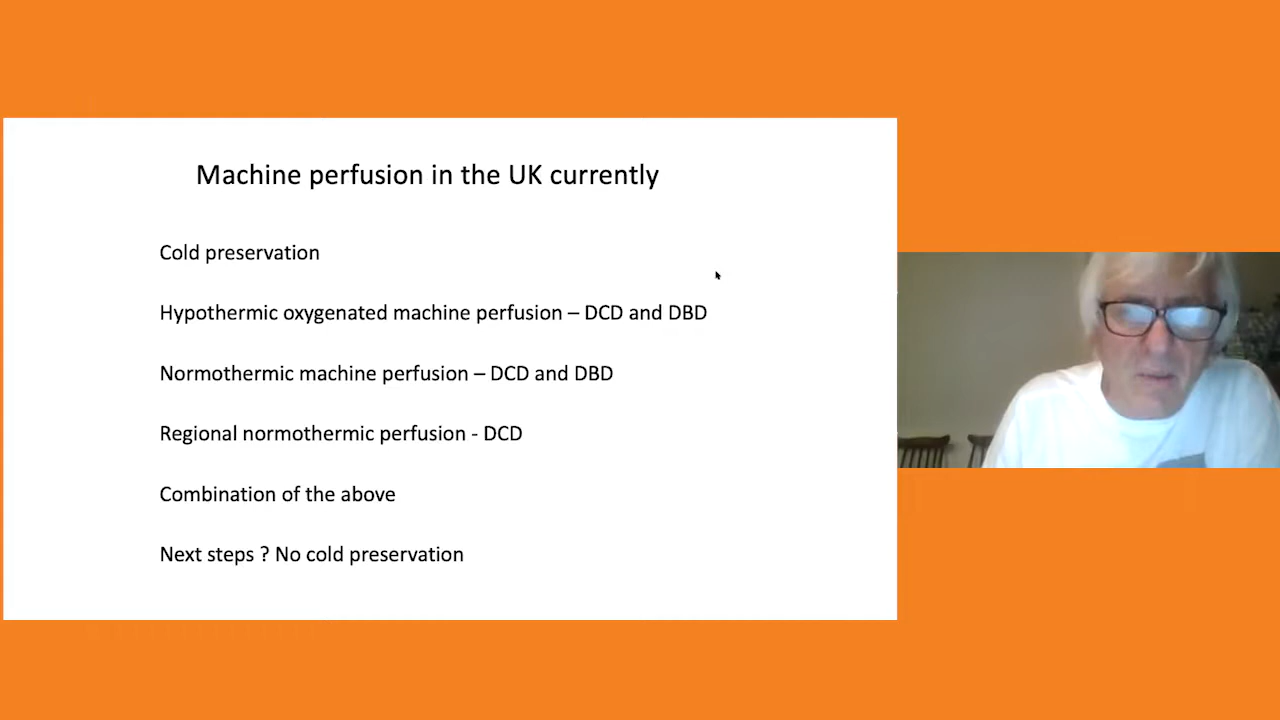 Machine perfusion in the UK currently
Cold preservation
Hypothermic oxygenated machine perfusion – DCD and DBD
Normothermic machine perfusion – DCD and DBD
Regional normothermic perfusion - DCD
Combination of the above
Next steps ? No cold preservation